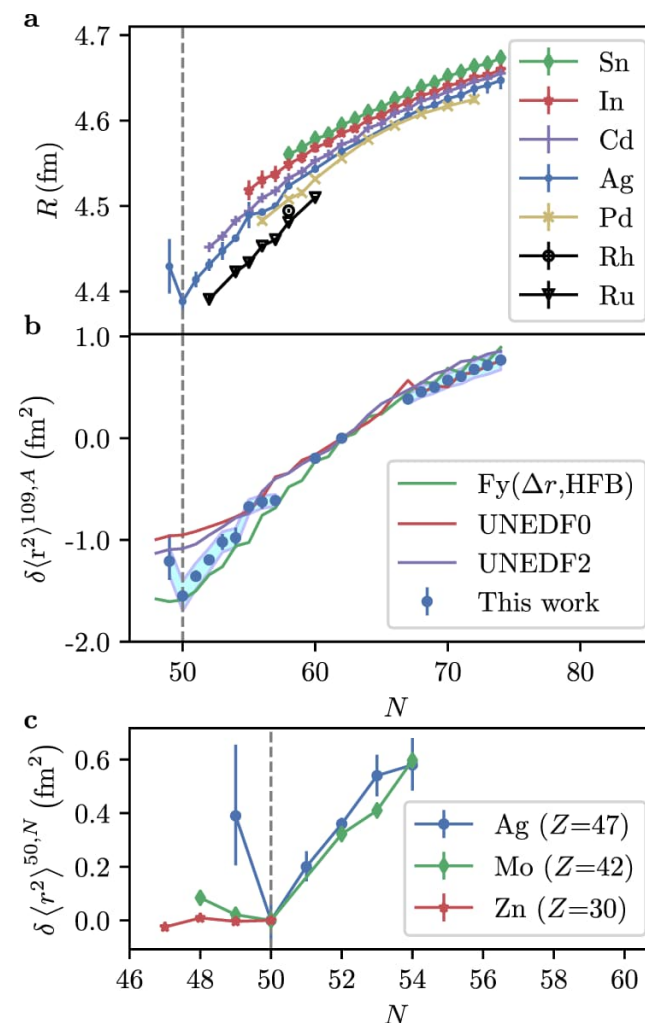 a
4.7
4.6
4.5
4.4
R (fm)
Sn
In
Cd
Ag
Pd
Rh
Ru
b
1.0
0.0
-1.0
-2.0
δ⟨r²⟩¹⁰⁹,ᴬ (fm²)
Fy(Δr,HFB)
UNEDF0
UNEDF2
This work
50 60 70 80
N
c
0.6
0.4
0.2
0.0
δ ⟨r²⟩⁵⁰,ᴺ (fm²)
Ag (Z=47)
Mo (Z=42)
Zn (Z=30)
46 48 50 52 54 56 58 60
N